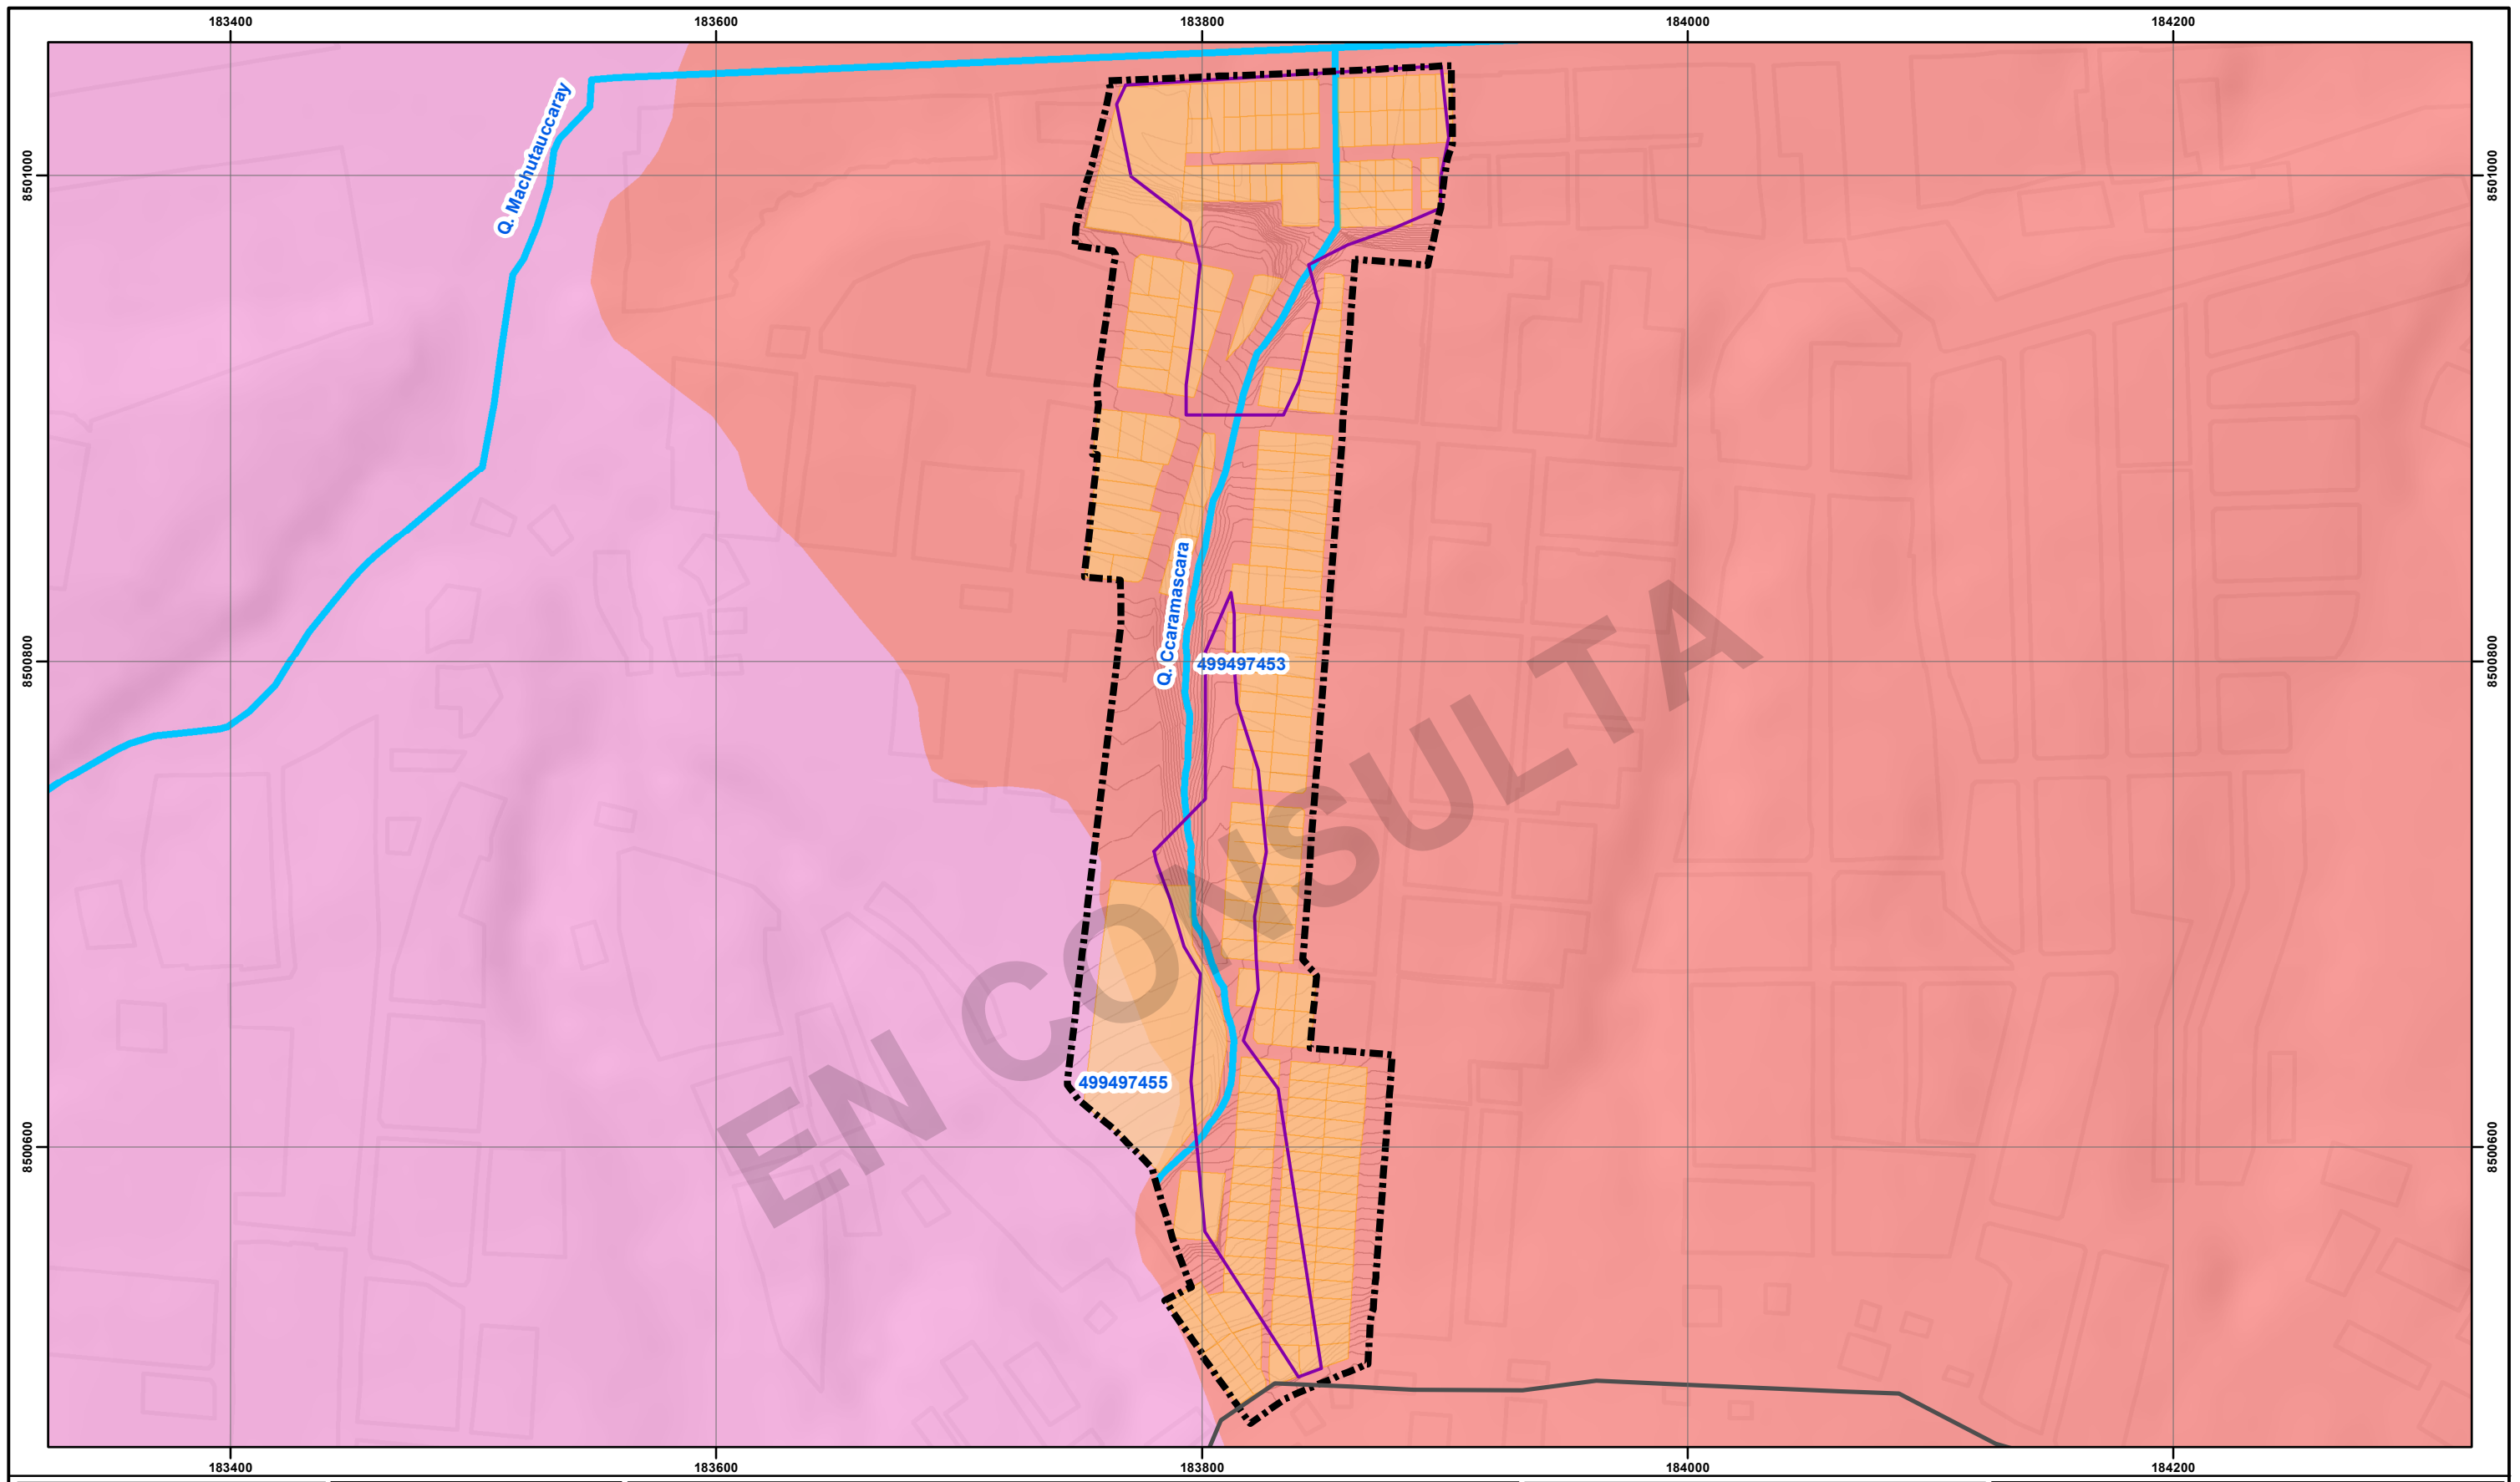 183400 183600 183800 184000 184200
8501000 8501000
Q. Machutauccaray
Q. Ccaramascara
8500800 499497453 8500800
EN CONSULTA
499497455
8500600 8500600
183400 183600 183800 184000 184200